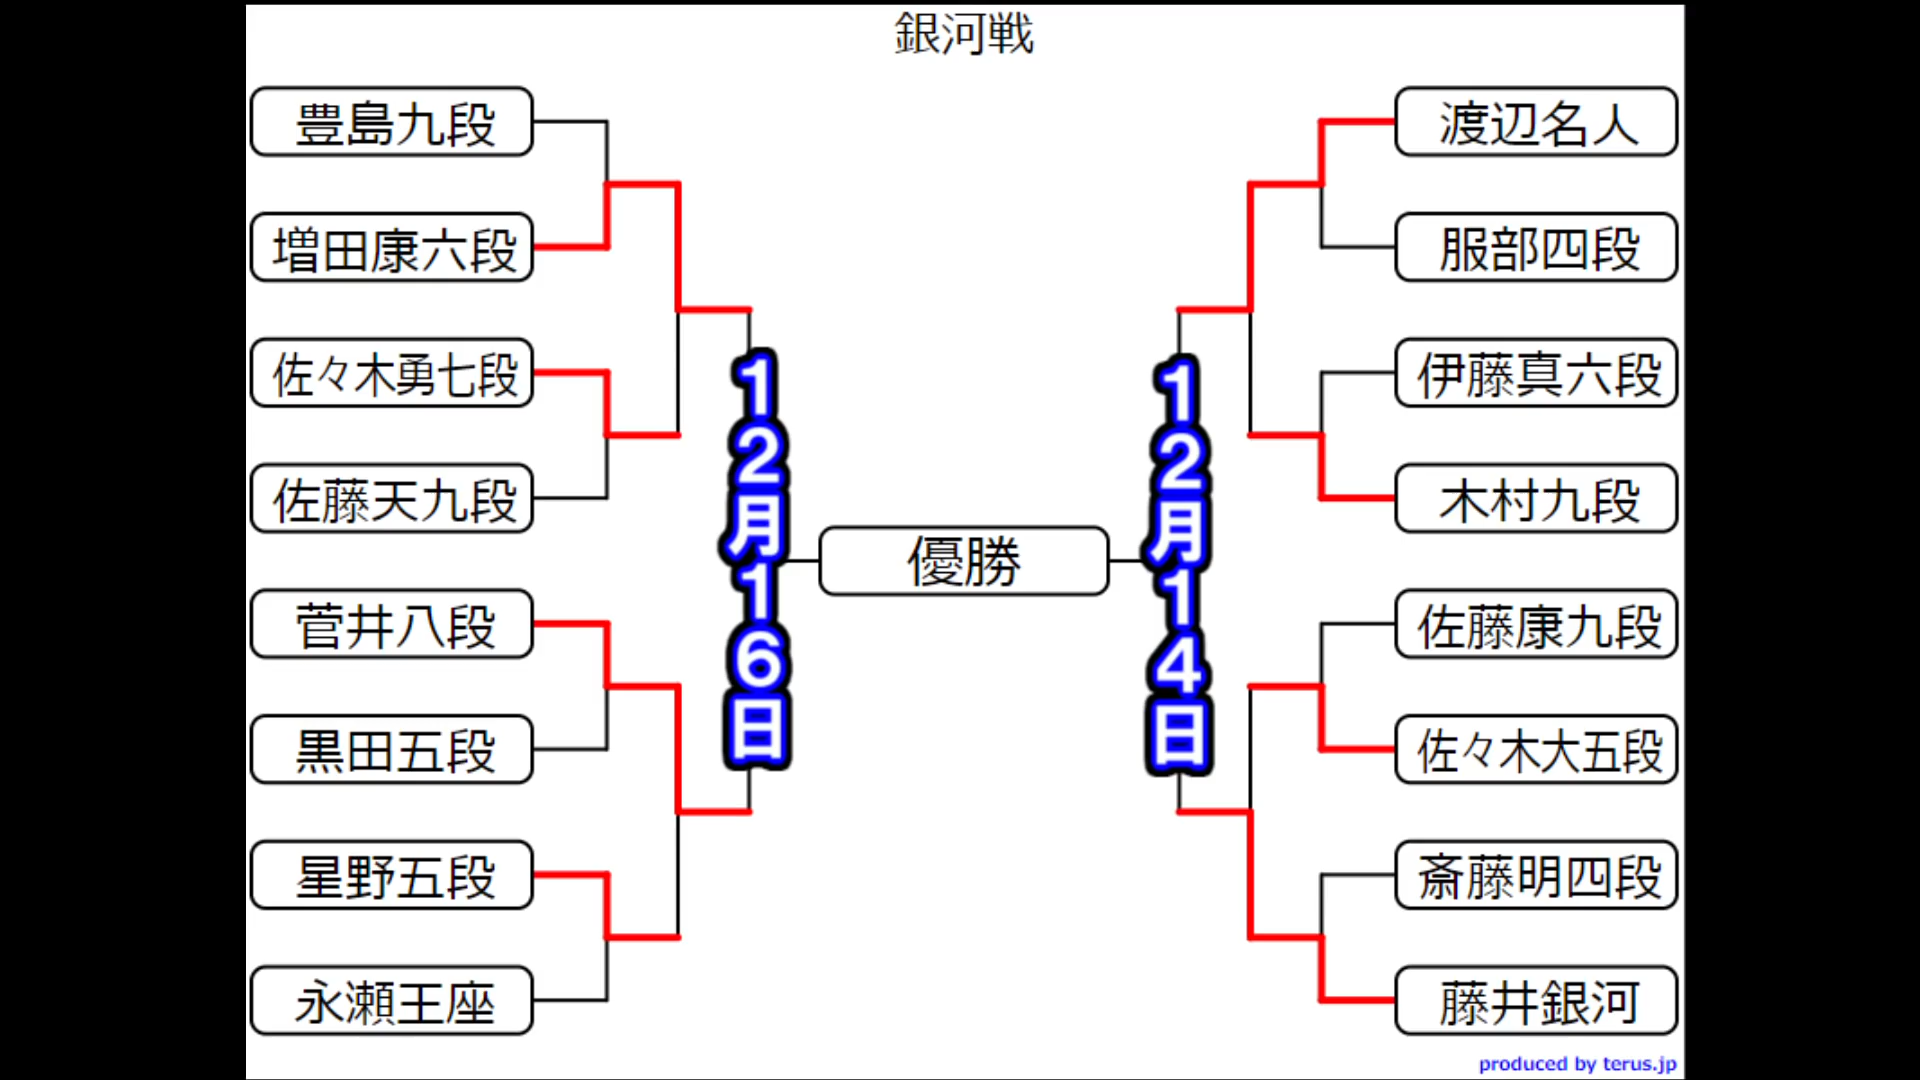 銀河戦
豊島九段
増田康六段
佐々木勇七段
佐藤天九段
菅井八段
黒田五段
星野五段
永瀬王座
12月16日
優勝
12月14日
渡辺名人
服部四段
伊藤真六段
木村九段
佐藤康九段
佐々木大五段
斎藤明四段
藤井銀河
produced by terus.jp